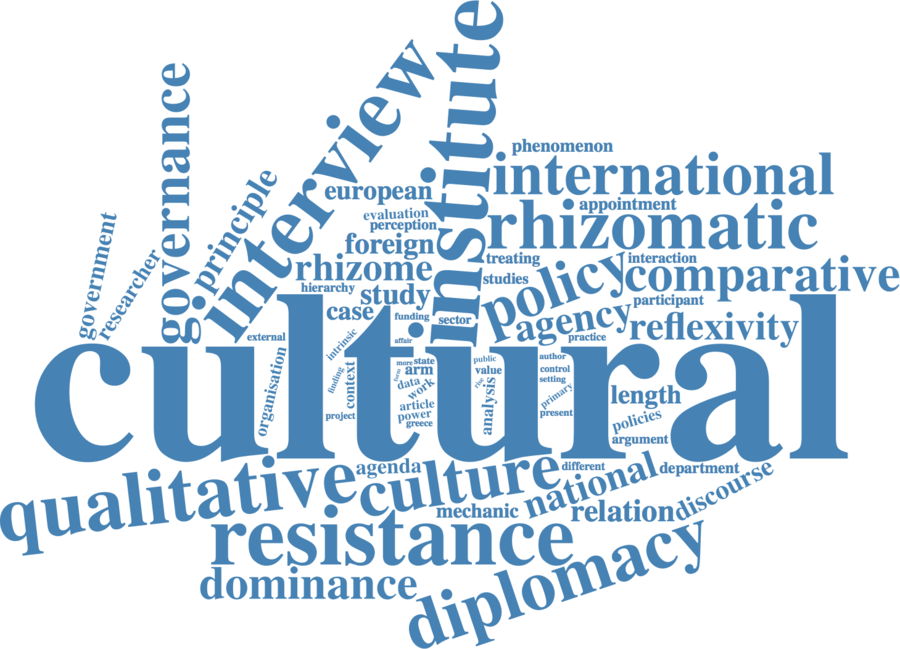 institute
interview
governance
phenomenon
international
european
principle
appointment
rhizomatic
evaluation
perception
government
foreign
researcher
treating
interaction
rhizome
policy
comparative
studies
hierarchy
study
participant
case
funding
sector
agency
reflexivity
external
intrinsic
affair
practice
cultural
organisation
finding
context
more
state
form
arm
data
work
public
value
rise
analysis
author
control
setting
primary
present
article
power
greece
project
length
policies
argument
qualitative
agenda
culture
different
national
department
mechanic
relation
discourse
resistance
dominance
diplomacy